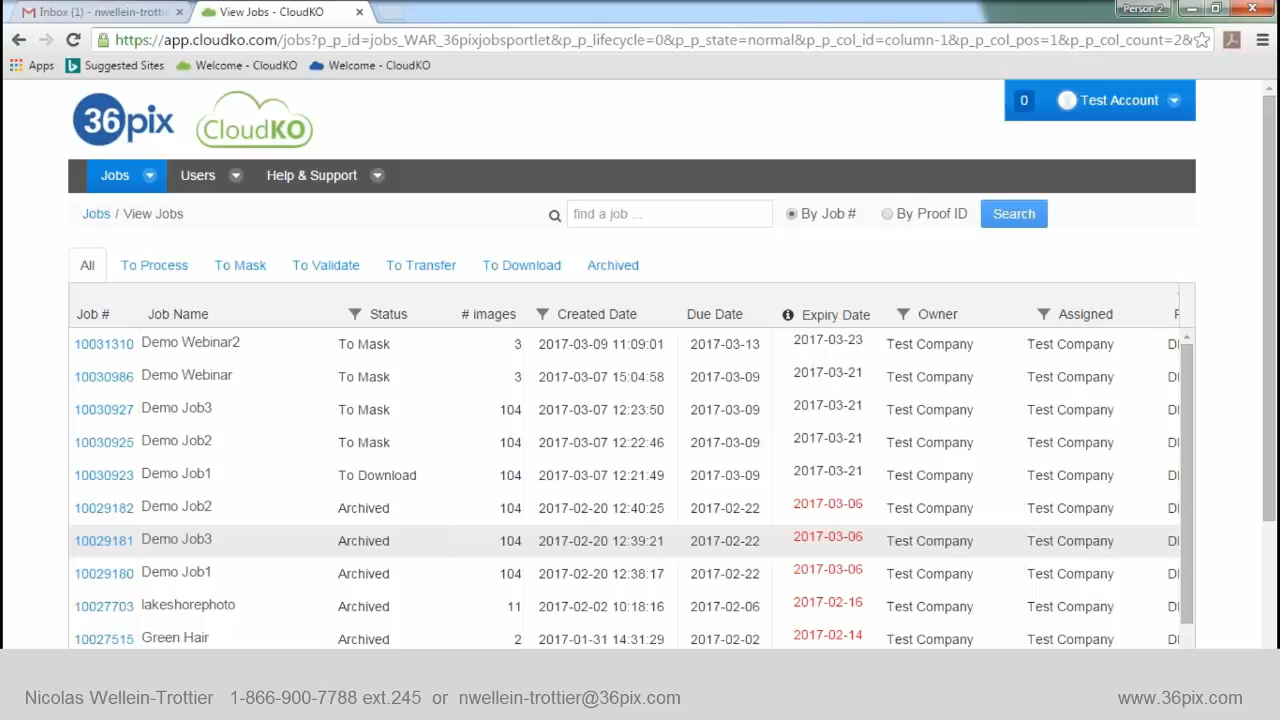 Inbox (1) - nwellein-trotti
View Jobs - CloudKO
Person 2
https://app.cloudko.com/jobs?p_p_id=jobs_WAR_36pixjobsportlet&p_p_lifecycle=0&p_p_state=normal&p_p_col_id=column-1&p_p_col_pos=1&p_p_col_count=2&
Apps Suggested Sites Welcome - CloudKO Welcome - CloudKO
36pix CloudKO
0 Test Account
Jobs Users Help & Support
Jobs / View Jobs find a job ... By Job # By Proof ID Search
All To Process To Mask To Validate To Transfer To Download Archived
Job # Job Name Status # images Created Date Due Date Expiry Date Owner Assigned
10031310 Demo Webinar2 To Mask 3 2017-03-09 11:09:01 2017-03-13 2017-03-23 Test Company Test Company
10030986 Demo Webinar To Mask 3 2017-03-07 15:04:58 2017-03-09 2017-03-21 Test Company Test Company
10030927 Demo Job3 To Mask 104 2017-03-07 12:23:50 2017-03-09 2017-03-21 Test Company Test Company
10030925 Demo Job2 To Mask 104 2017-03-07 12:22:46 2017-03-09 2017-03-21 Test Company Test Company
10030923 Demo Job1 To Download 104 2017-03-07 12:21:49 2017-03-09 2017-03-21 Test Company Test Company
10029182 Demo Job2 Archived 104 2017-02-20 12:40:25 2017-02-22 2017-03-06 Test Company Test Company
10029181 Demo Job3 Archived 104 2017-02-20 12:39:21 2017-02-22 2017-03-06 Test Company Test Company
10029180 Demo Job1 Archived 104 2017-02-20 12:38:17 2017-02-22 2017-03-06 Test Company Test Company
10027703 lakeshorephoto Archived 11 2017-02-02 10:18:16 2017-02-06 2017-02-16 Test Company Test Company
10027515 Green Hair Archived 2 2017-01-31 14:31:29 2017-02-02 2017-02-14 Test Company Test Company
Nicolas Wellein-Trottier 1-866-900-7788 ext.245 or nwellein-trottier@36pix.com www.36pix.com